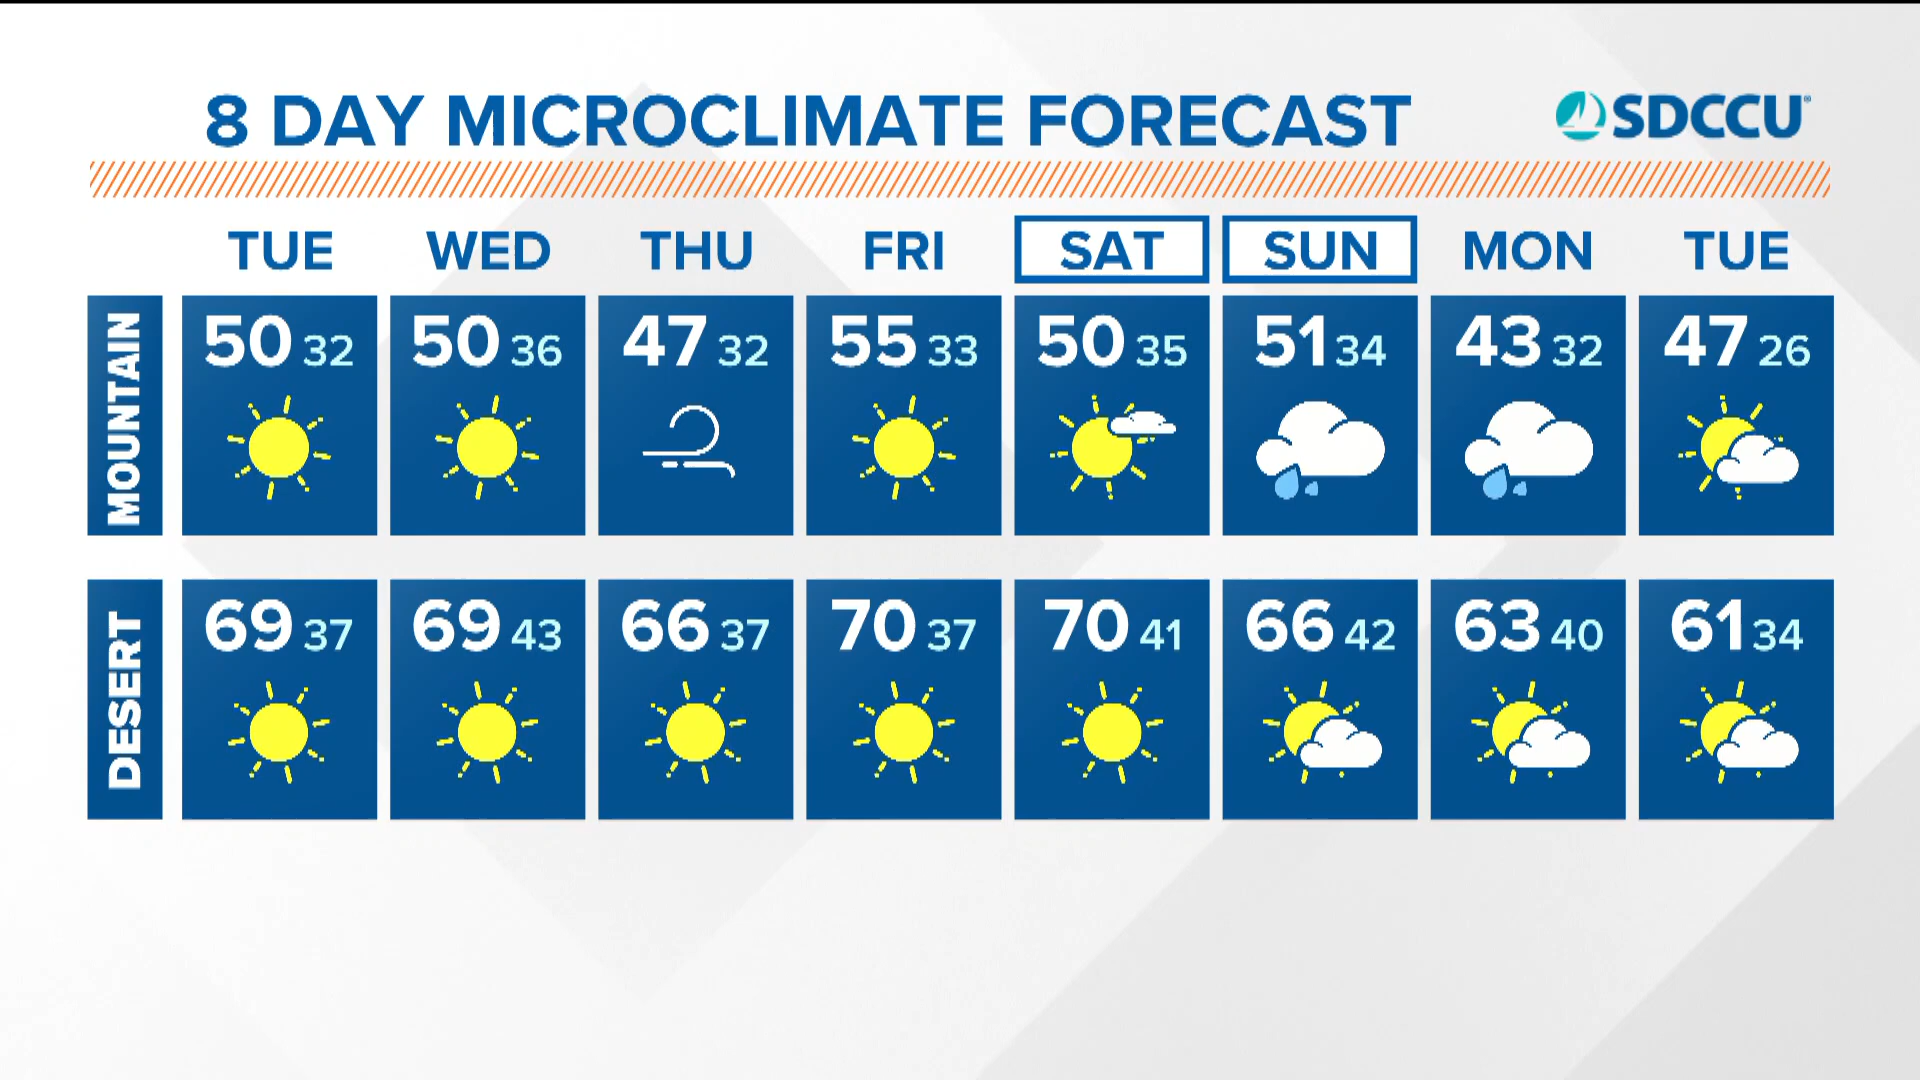 8 DAY MICROCLIMATE FORECAST
SDCCU®
TUE WED THU FRI SAT SUN MON TUE
MOUNTAIN
50 32 50 36 47 32 55 33 50 35 51 34 43 32 47 26
DESERT
69 37 69 43 66 37 70 37 70 41 66 42 63 40 61 34